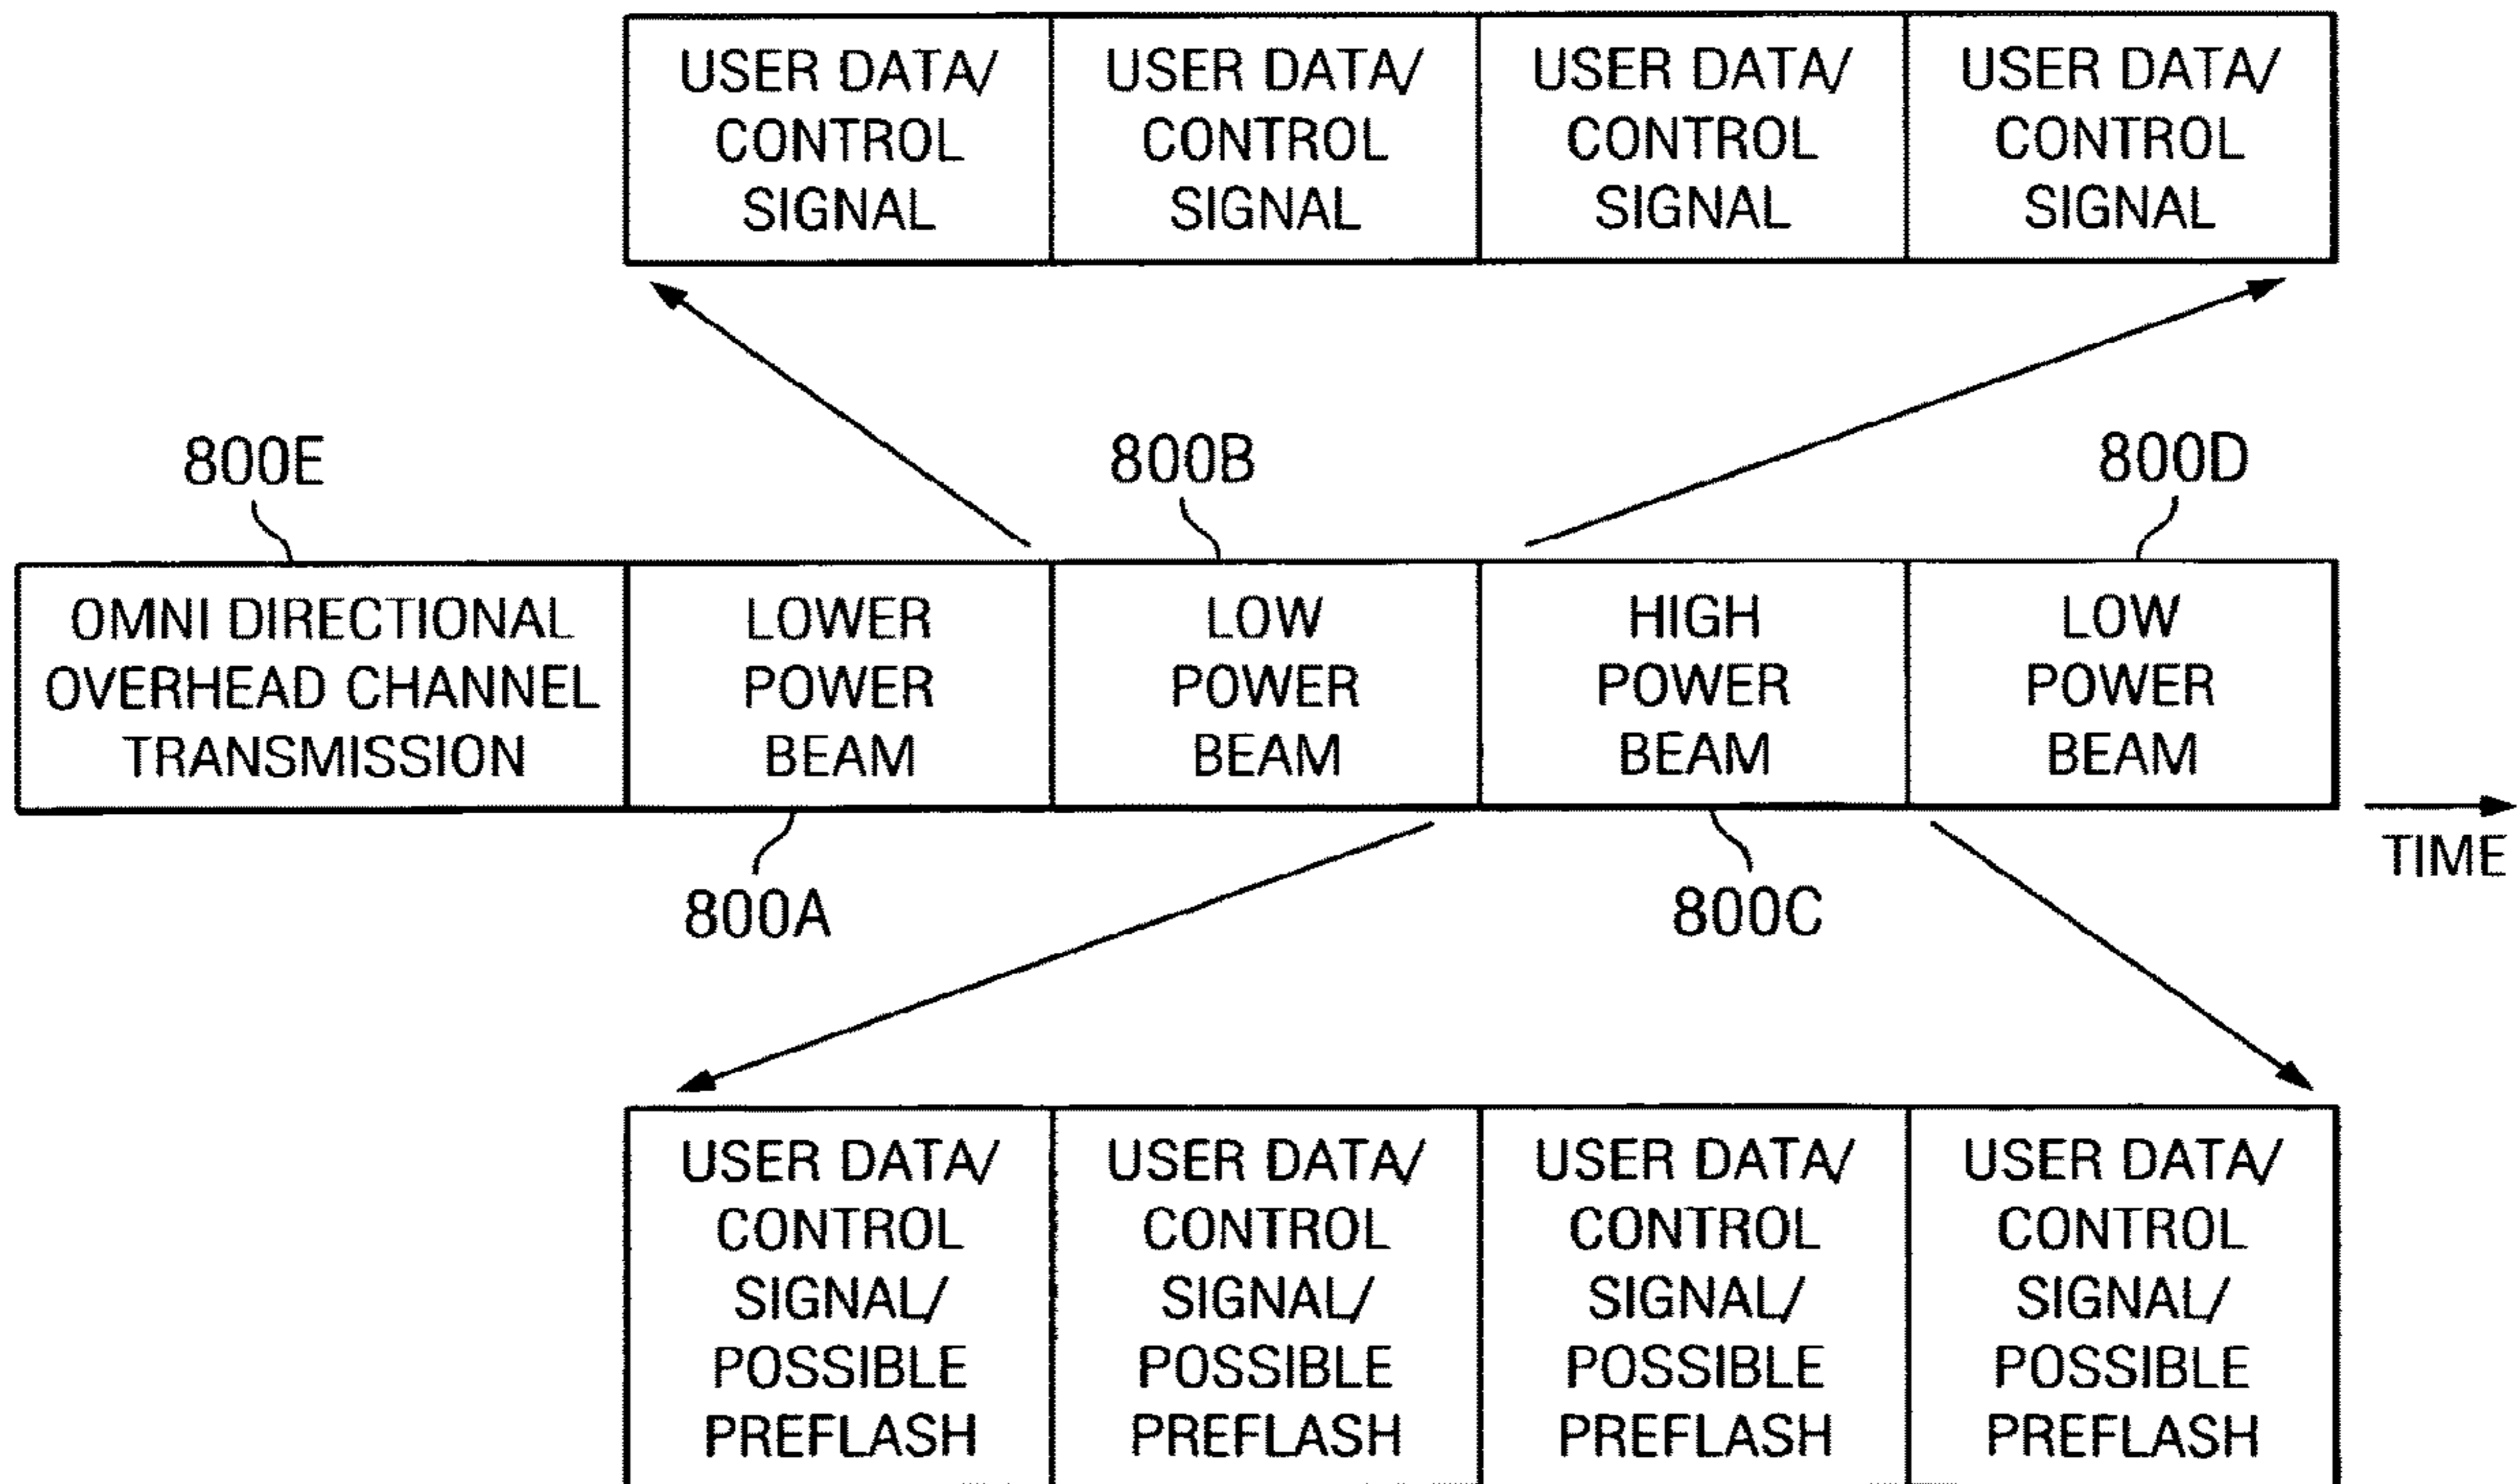 USER DATA/
CONTROL
SIGNAL
USER DATA/
CONTROL
SIGNAL
USER DATA/
CONTROL
SIGNAL
USER DATA/
CONTROL
SIGNAL
800E
800B
800D
OMNI DIRECTIONAL
OVERHEAD CHANNEL
TRANSMISSION
LOWER
POWER
BEAM
LOW
POWER
BEAM
HIGH
POWER
BEAM
LOW
POWER
BEAM
TIME
800A
800C
USER DATA/
CONTROL
SIGNAL/
POSSIBLE
PREFLASH
USER DATA/
CONTROL
SIGNAL/
POSSIBLE
PREFLASH
USER DATA/
CONTROL
SIGNAL/
POSSIBLE
PREFLASH
USER DATA/
CONTROL
SIGNAL/
POSSIBLE
PREFLASH